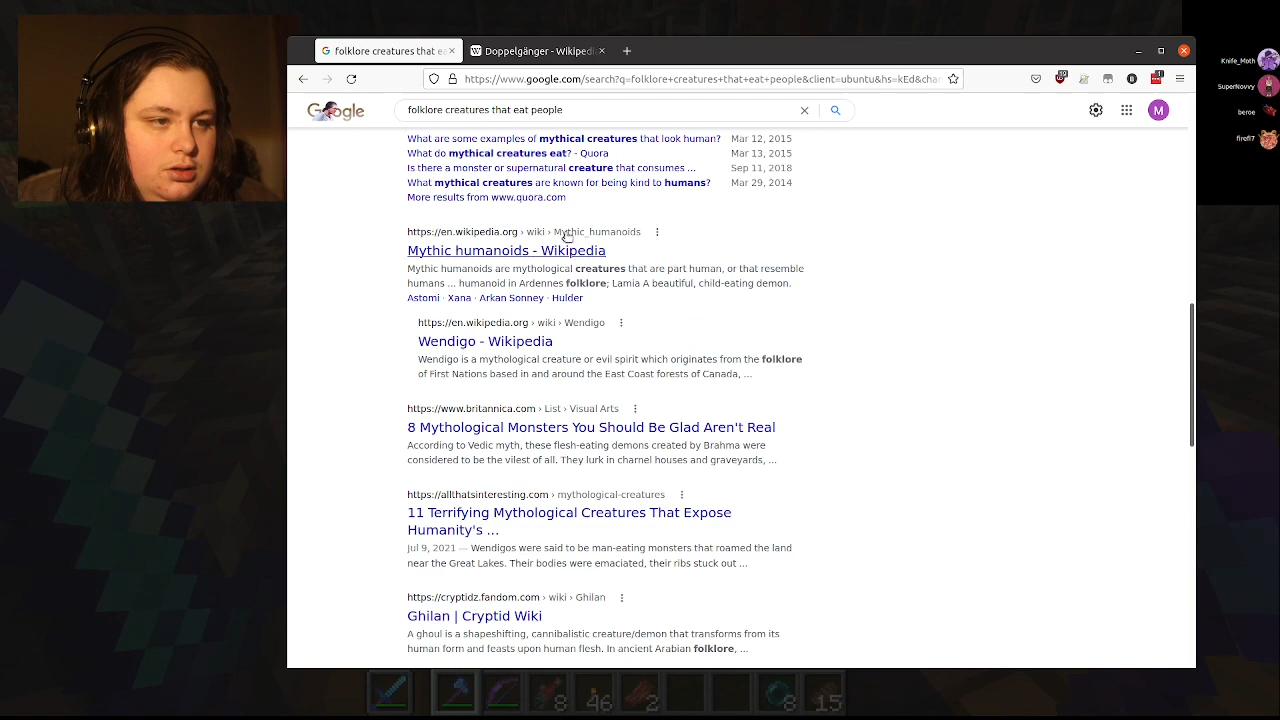 folklore creatures that ea
Doppelgänger - Wikipedi
https://www.google.com/search?q=folklore+creatures+that+eat+people&client=ubuntu&hs=kEd&chan
Google
folklore creatures that eat people
M
What are some examples of mythical creatures that look human? Mar 12, 2015
What do mythical creatures eat? - Quora Mar 13, 2015
Is there a monster or supernatural creature that consumes ... Sep 11, 2018
What mythical creatures are known for being kind to humans? Mar 29, 2014
More results from www.quora.com
https://en.wikipedia.org › wiki › Mythic_humanoids
Mythic humanoids - Wikipedia
Mythic humanoids are mythological creatures that are part human, or that resemble
humans ... humanoid in Ardennes folklore; Lamia A beautiful, child-eating demon.
Astomi · Xana · Arkan Sonney · Hulder
https://en.wikipedia.org › wiki › Wendigo
Wendigo - Wikipedia
Wendigo is a mythological creature or evil spirit which originates from the folklore
of First Nations based in and around the East Coast forests of Canada, ...
https://www.britannica.com › List › Visual Arts
8 Mythological Monsters You Should Be Glad Aren't Real
According to Vedic myth, these flesh-eating demons created by Brahma were
considered to be the vilest of all. They lurk in charnel houses and graveyards, ...
https://allthatsinteresting.com › mythological-creatures
11 Terrifying Mythological Creatures That Expose
Humanity's ...
Jul 9, 2021 — Wendigos were said to be man-eating monsters that roamed the land
near the Great Lakes. Their bodies were emaciated, their ribs stuck out ...
https://cryptidz.fandom.com › wiki › Ghilan
Ghilan | Cryptid Wiki
A ghoul is a shapeshifting, cannibalistic creature/demon that transforms from its
human form and feasts upon human flesh. In ancient Arabian folklore, ...
Knife_Moth
SuperNovvy
beroe
firefi7
8 46 2 8 15